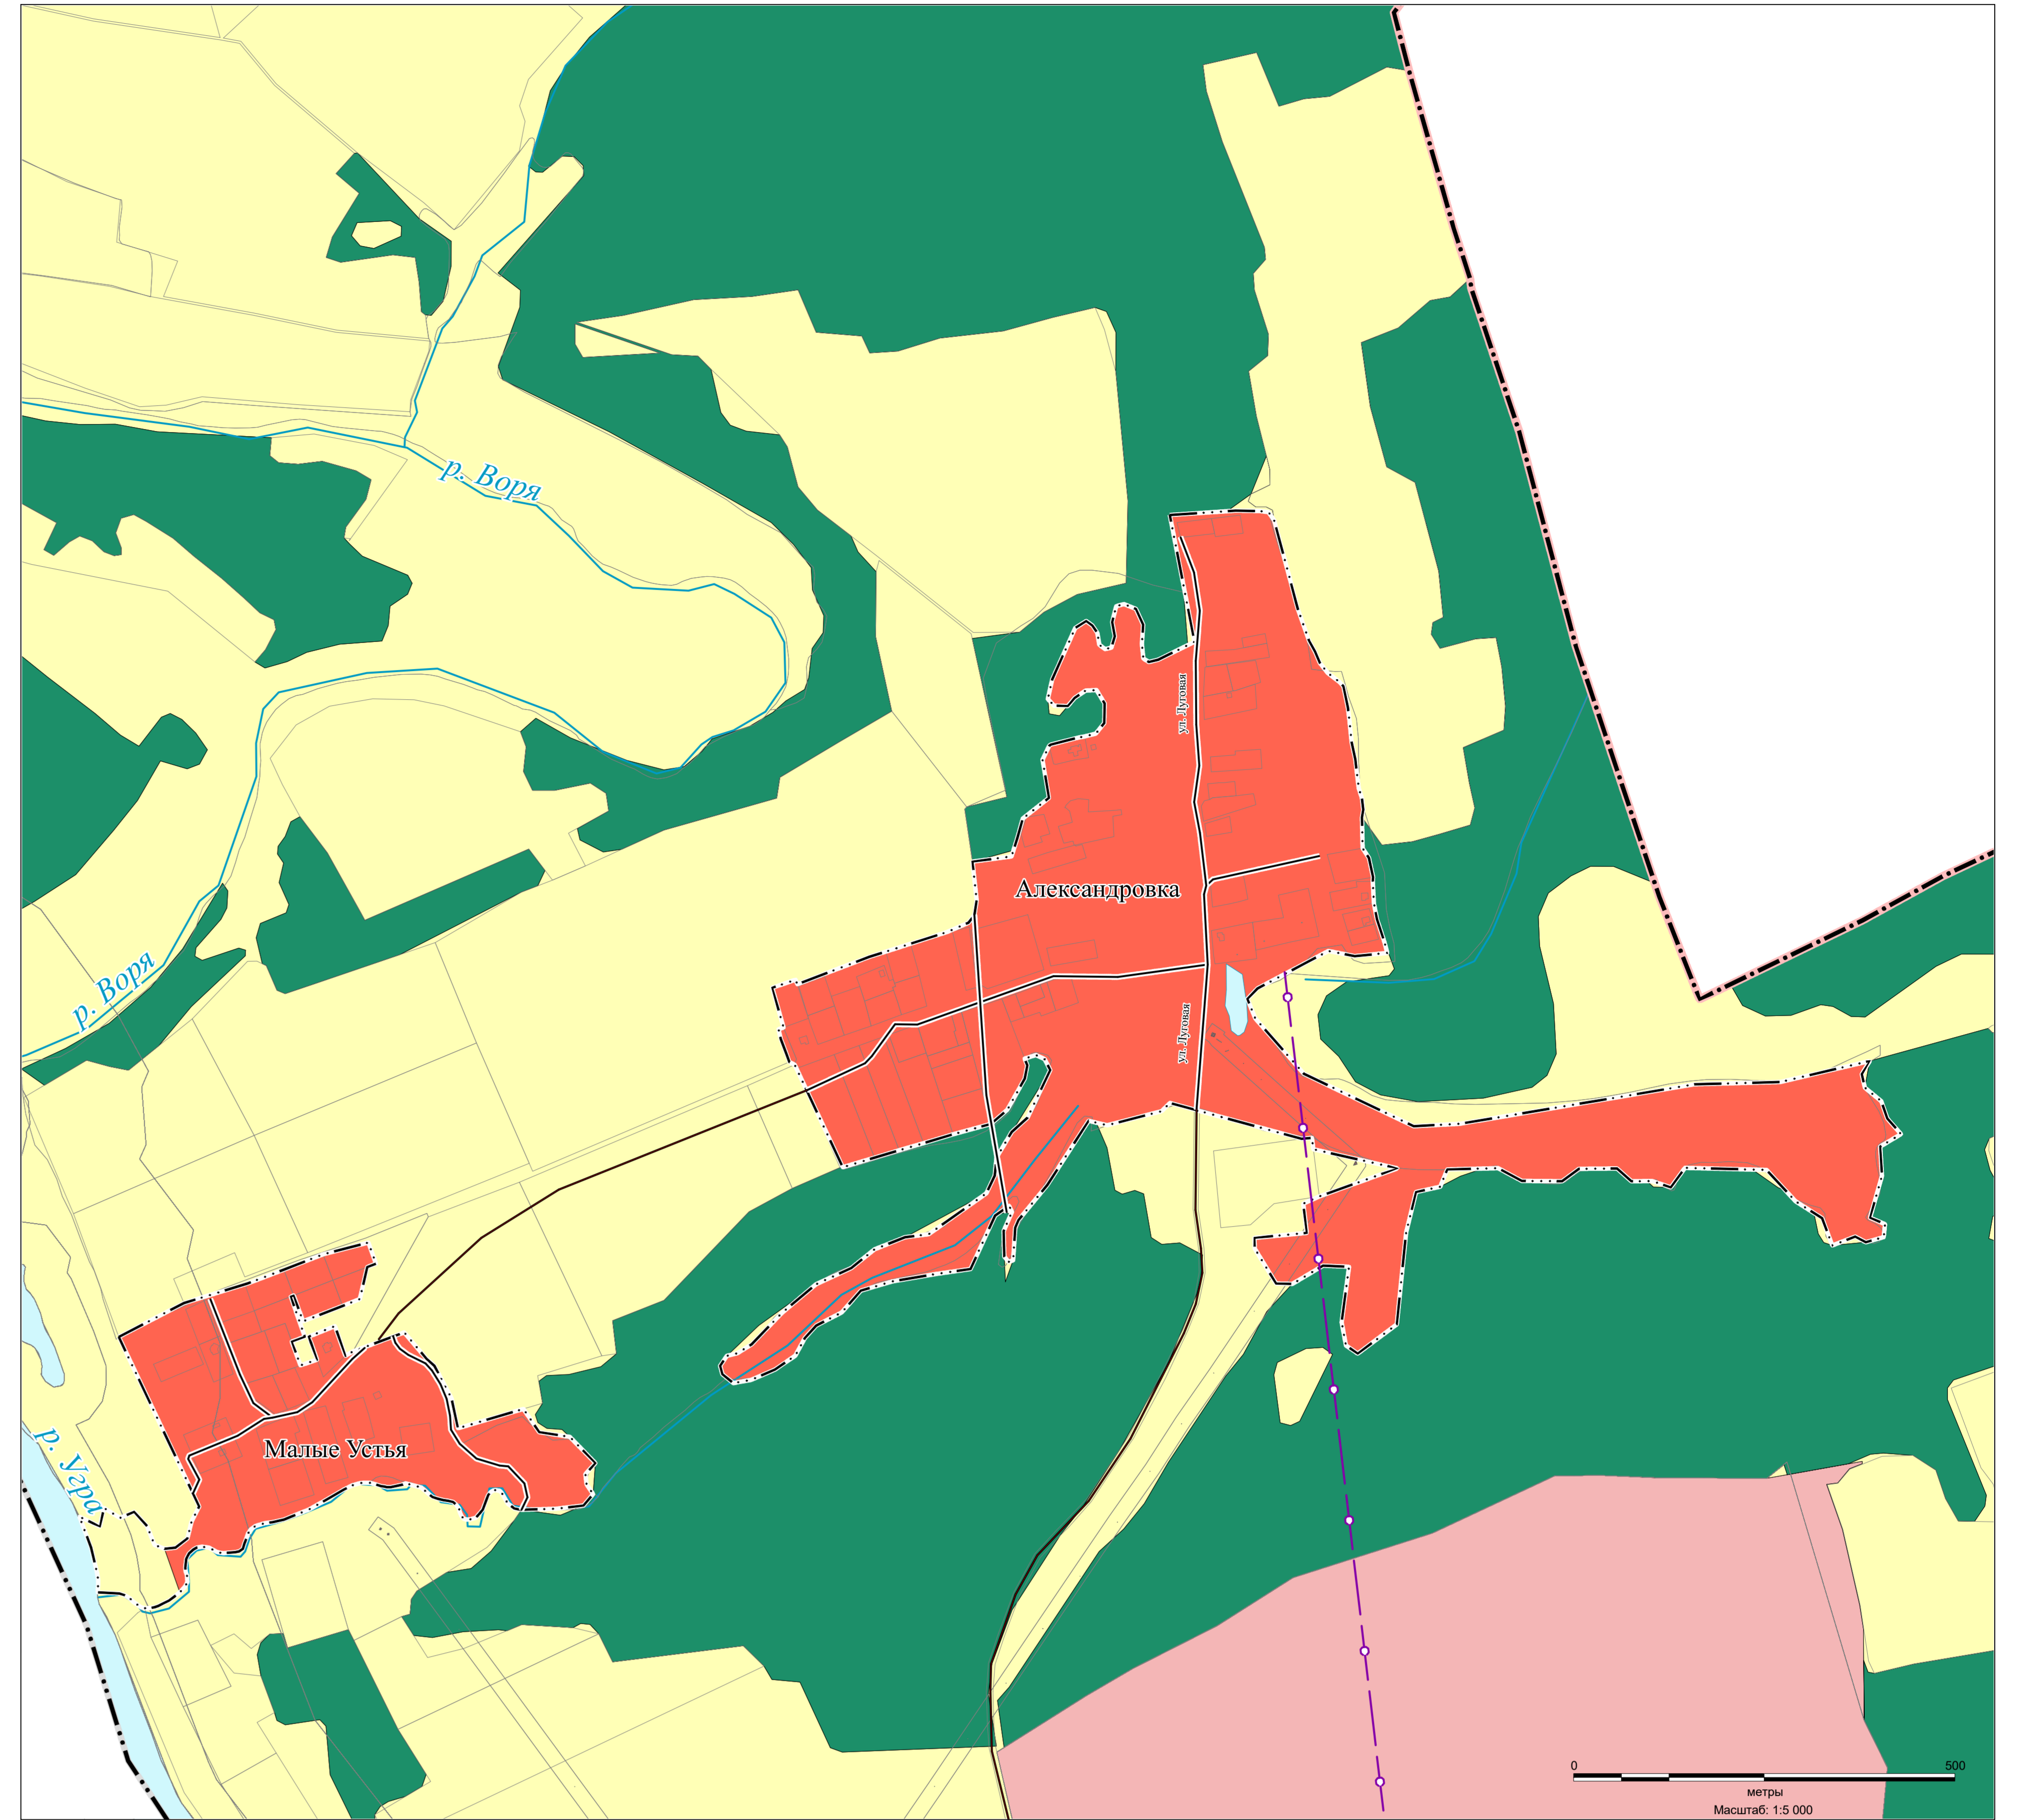 р. Воря
ул. Луговая
Александровка
р. Воря
ул. Луговая
Малые Устья
р. Угра
0 500
метры
Масштаб: 1:5 000